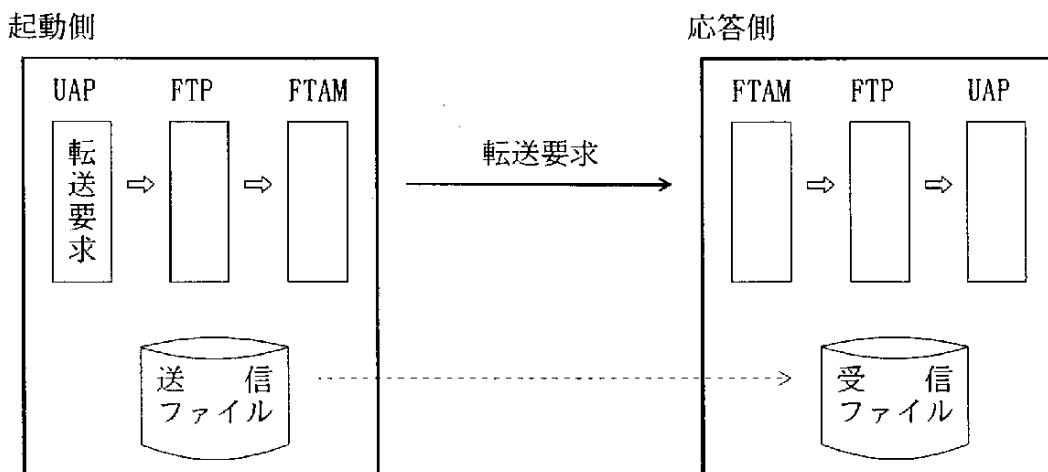 起動側
応答側
UAP FTP FTAM
FTAM FTP UAP
転送要求
転送要求
送 信
ファイル
受 信
ファイル